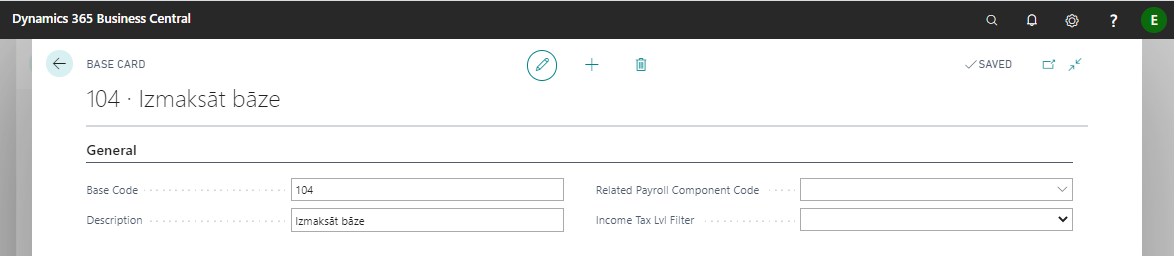 Dynamics 365 Business Central
?
E
BASE CARD
SAVED
104 · Izmaksāt bāze
General
Base Code
104
Related Payroll Component Code
Description
Izmaksāt bāze
Income Tax Lvl Filter